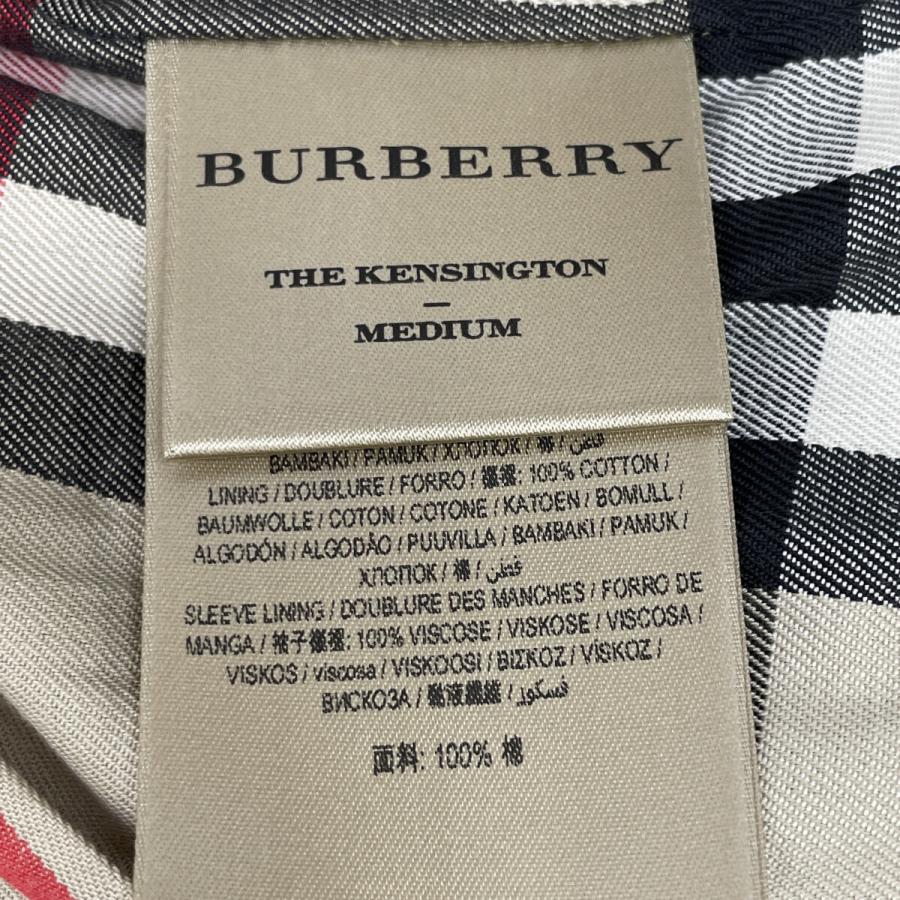 BURBERRY
THE KENSINGTON
–
MEDIUM
BAMBAKI / PAMUK / ХЛОПОК / 棉 / قطن
LINING / DOUBLURE / FORRO / 襯裡: 100% COTTON /
BAUMWOLLE / COTON / COTONE / KATOEN / BOMULL /
ALGODÓN / ALGODÃO / PUUVILLA / BAMBAKI / PAMUK /
ХЛОПОК / 棉 / قطن
SLEEVE LINING / DOUBLURE DES MANCHES / FORRO DE
MANGA / 袖子襯裡: 100% VISCOSE / VISKOSE / VISCOSA /
VISKOS / viscosa / VISKOOSI / ΒΙΣΚΟΖ / VİSKOZ /
ВИСКОЗА / 黏液纖維 / فسكوز
面料: 100% 棉